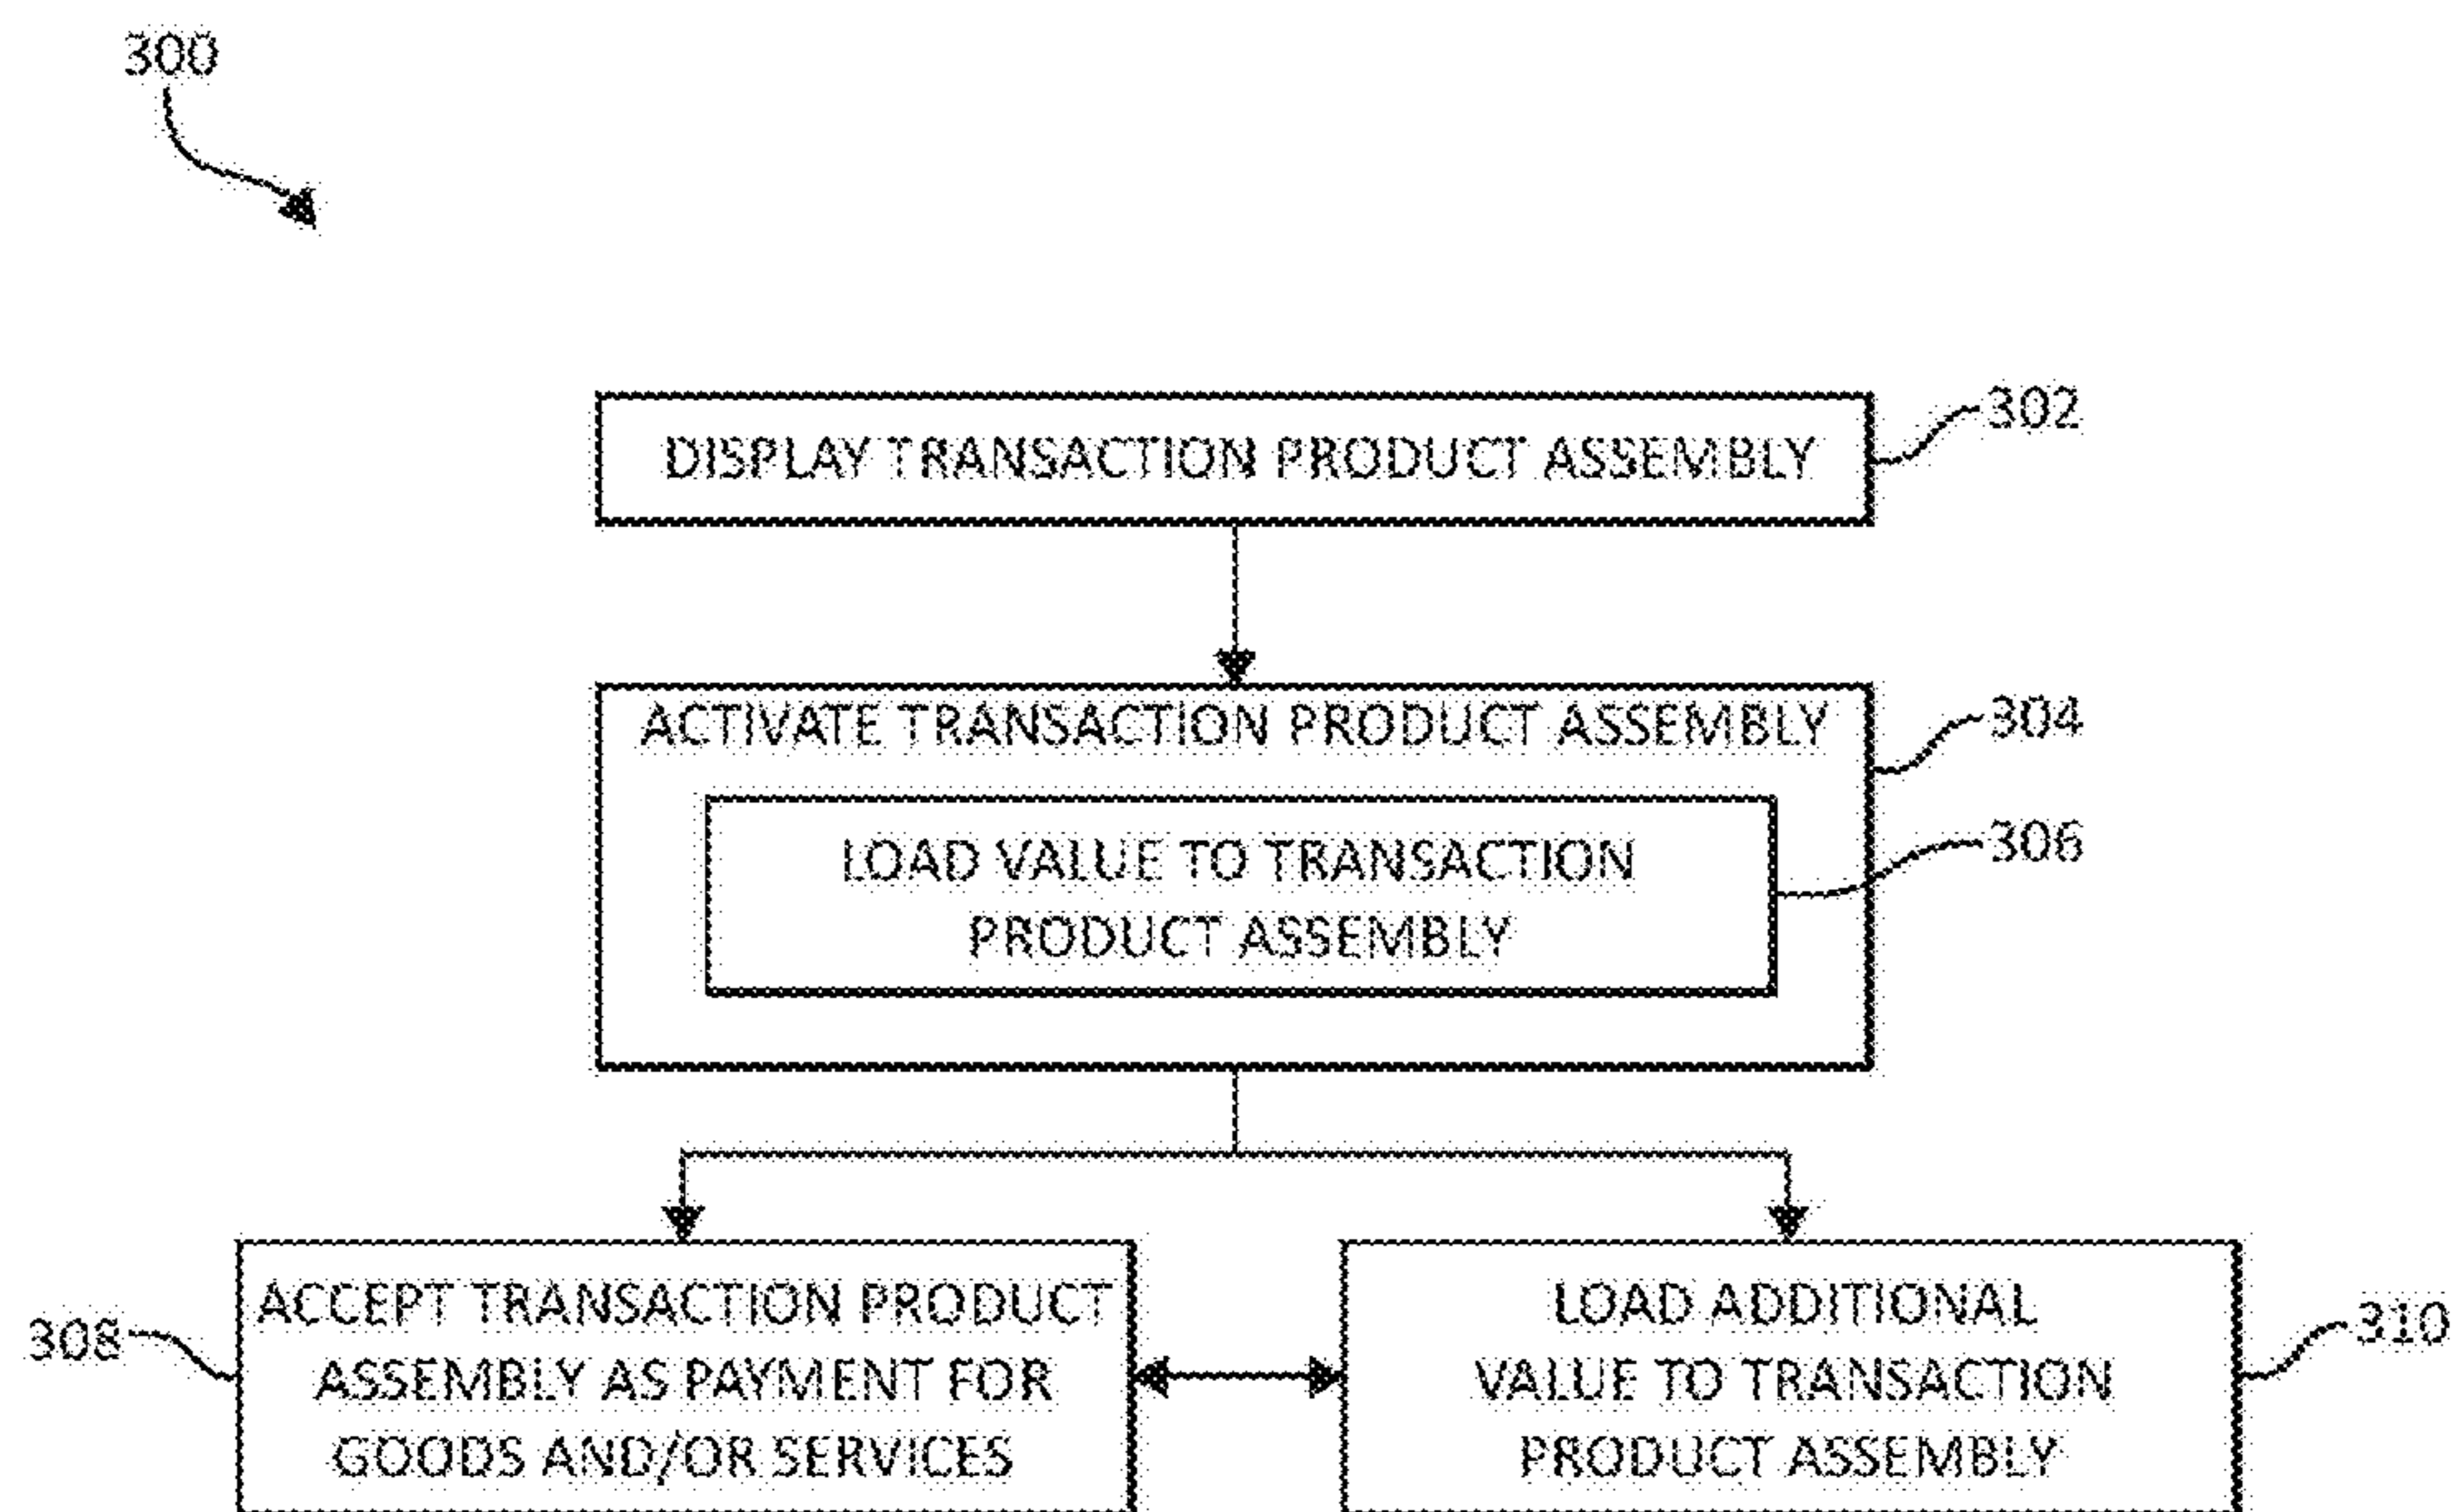 300
DISPLAY TRANSACTION PRODUCT ASSEMBLY
302
ACTIVATE TRANSACTION PRODUCT ASSEMBLY
304
LOAD VALUE TO TRANSACTION
PRODUCT ASSEMBLY
306
308
ACCEPT TRANSACTION PRODUCT
ASSEMBLY AS PAYMENT FOR
GOODS AND/OR SERVICES
LOAD ADDITIONAL
VALUE TO TRANSACTION
PRODUCT ASSEMBLY
310